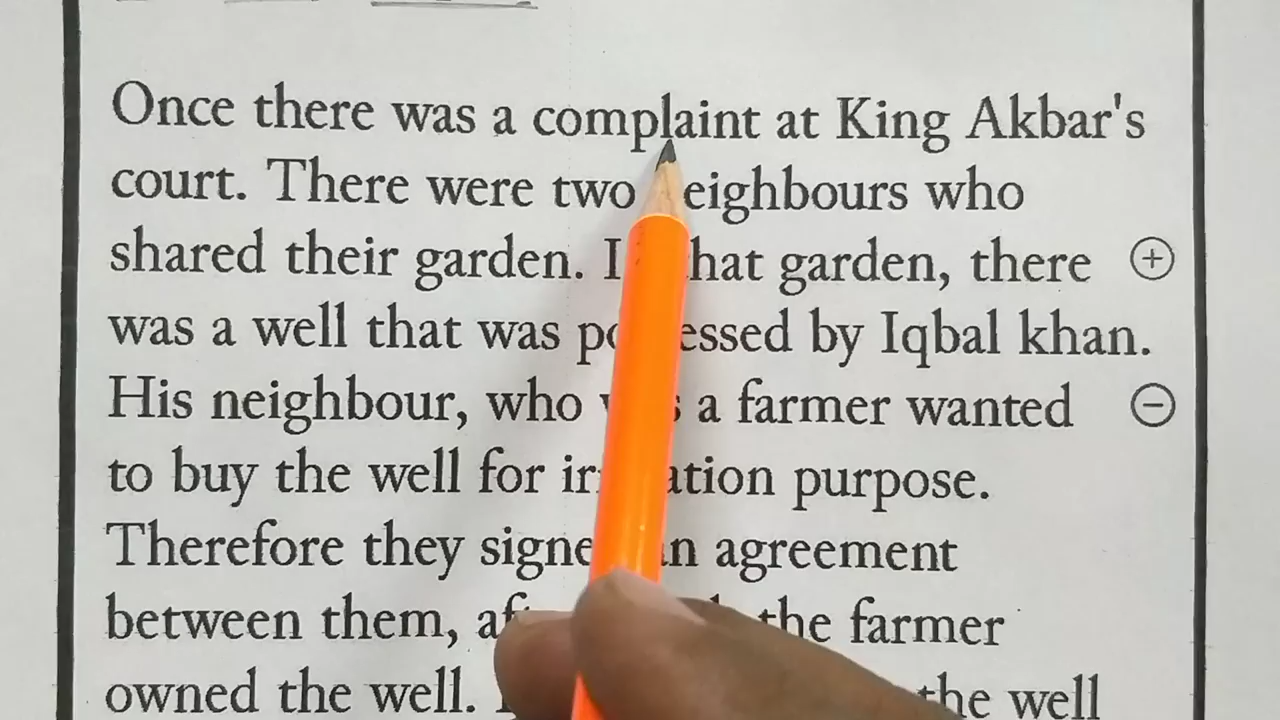 Once there was a complaint at King Akbar's
court. There were two eighbours who
shared their garden. I hat garden, there
was a well that was po essed by Iqbal khan.
His neighbour, who a farmer wanted
to buy the well for ation purpose.
Therefore they signe n agreement
between them, the farmer
owned the well. the well